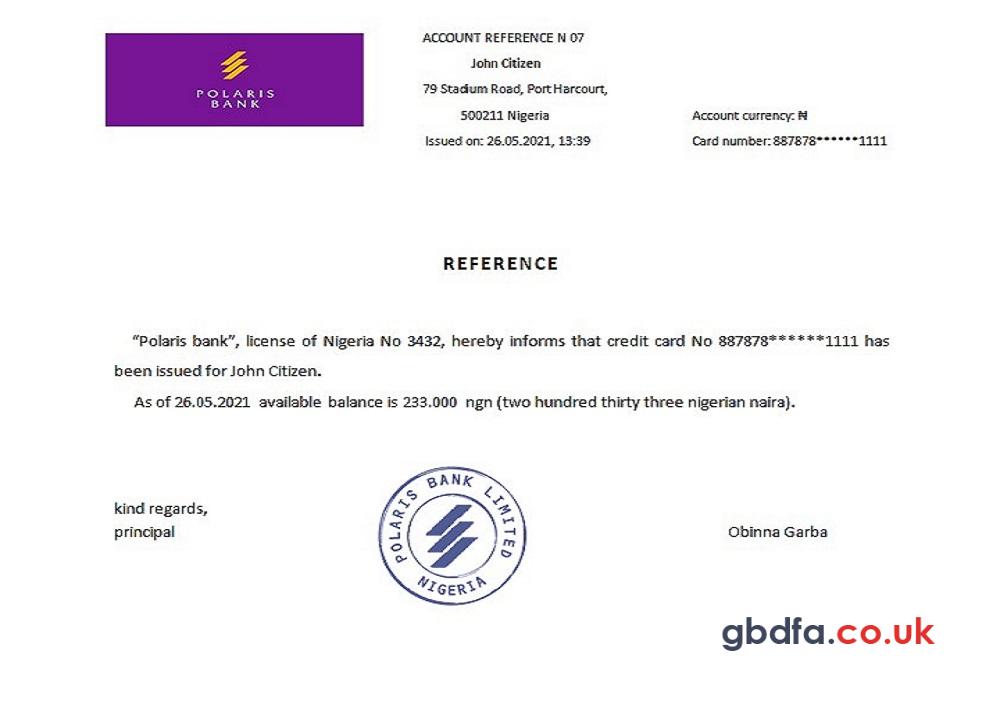 POLARIS
BANK
ACCOUNT REFERENCE N 07
John Citizen
79 Stadium Road, Port Harcourt,
500211 Nigeria
Issued on: 26.05.2021, 13:39
Account currency: ₦
Card number: 887878******1111
REFERENCE
“Polaris bank”, license of Nigeria No 3432, hereby informs that credit card No 887878******1111 has
been issued for John Citizen.
As of 26.05.2021 available balance is 233.000 ngn (two hundred thirty three nigerian naira).
kind regards,
principal
POLARIS BANK LIMITED
NIGERIA
Obinna Garba
gbdfa.co.uk